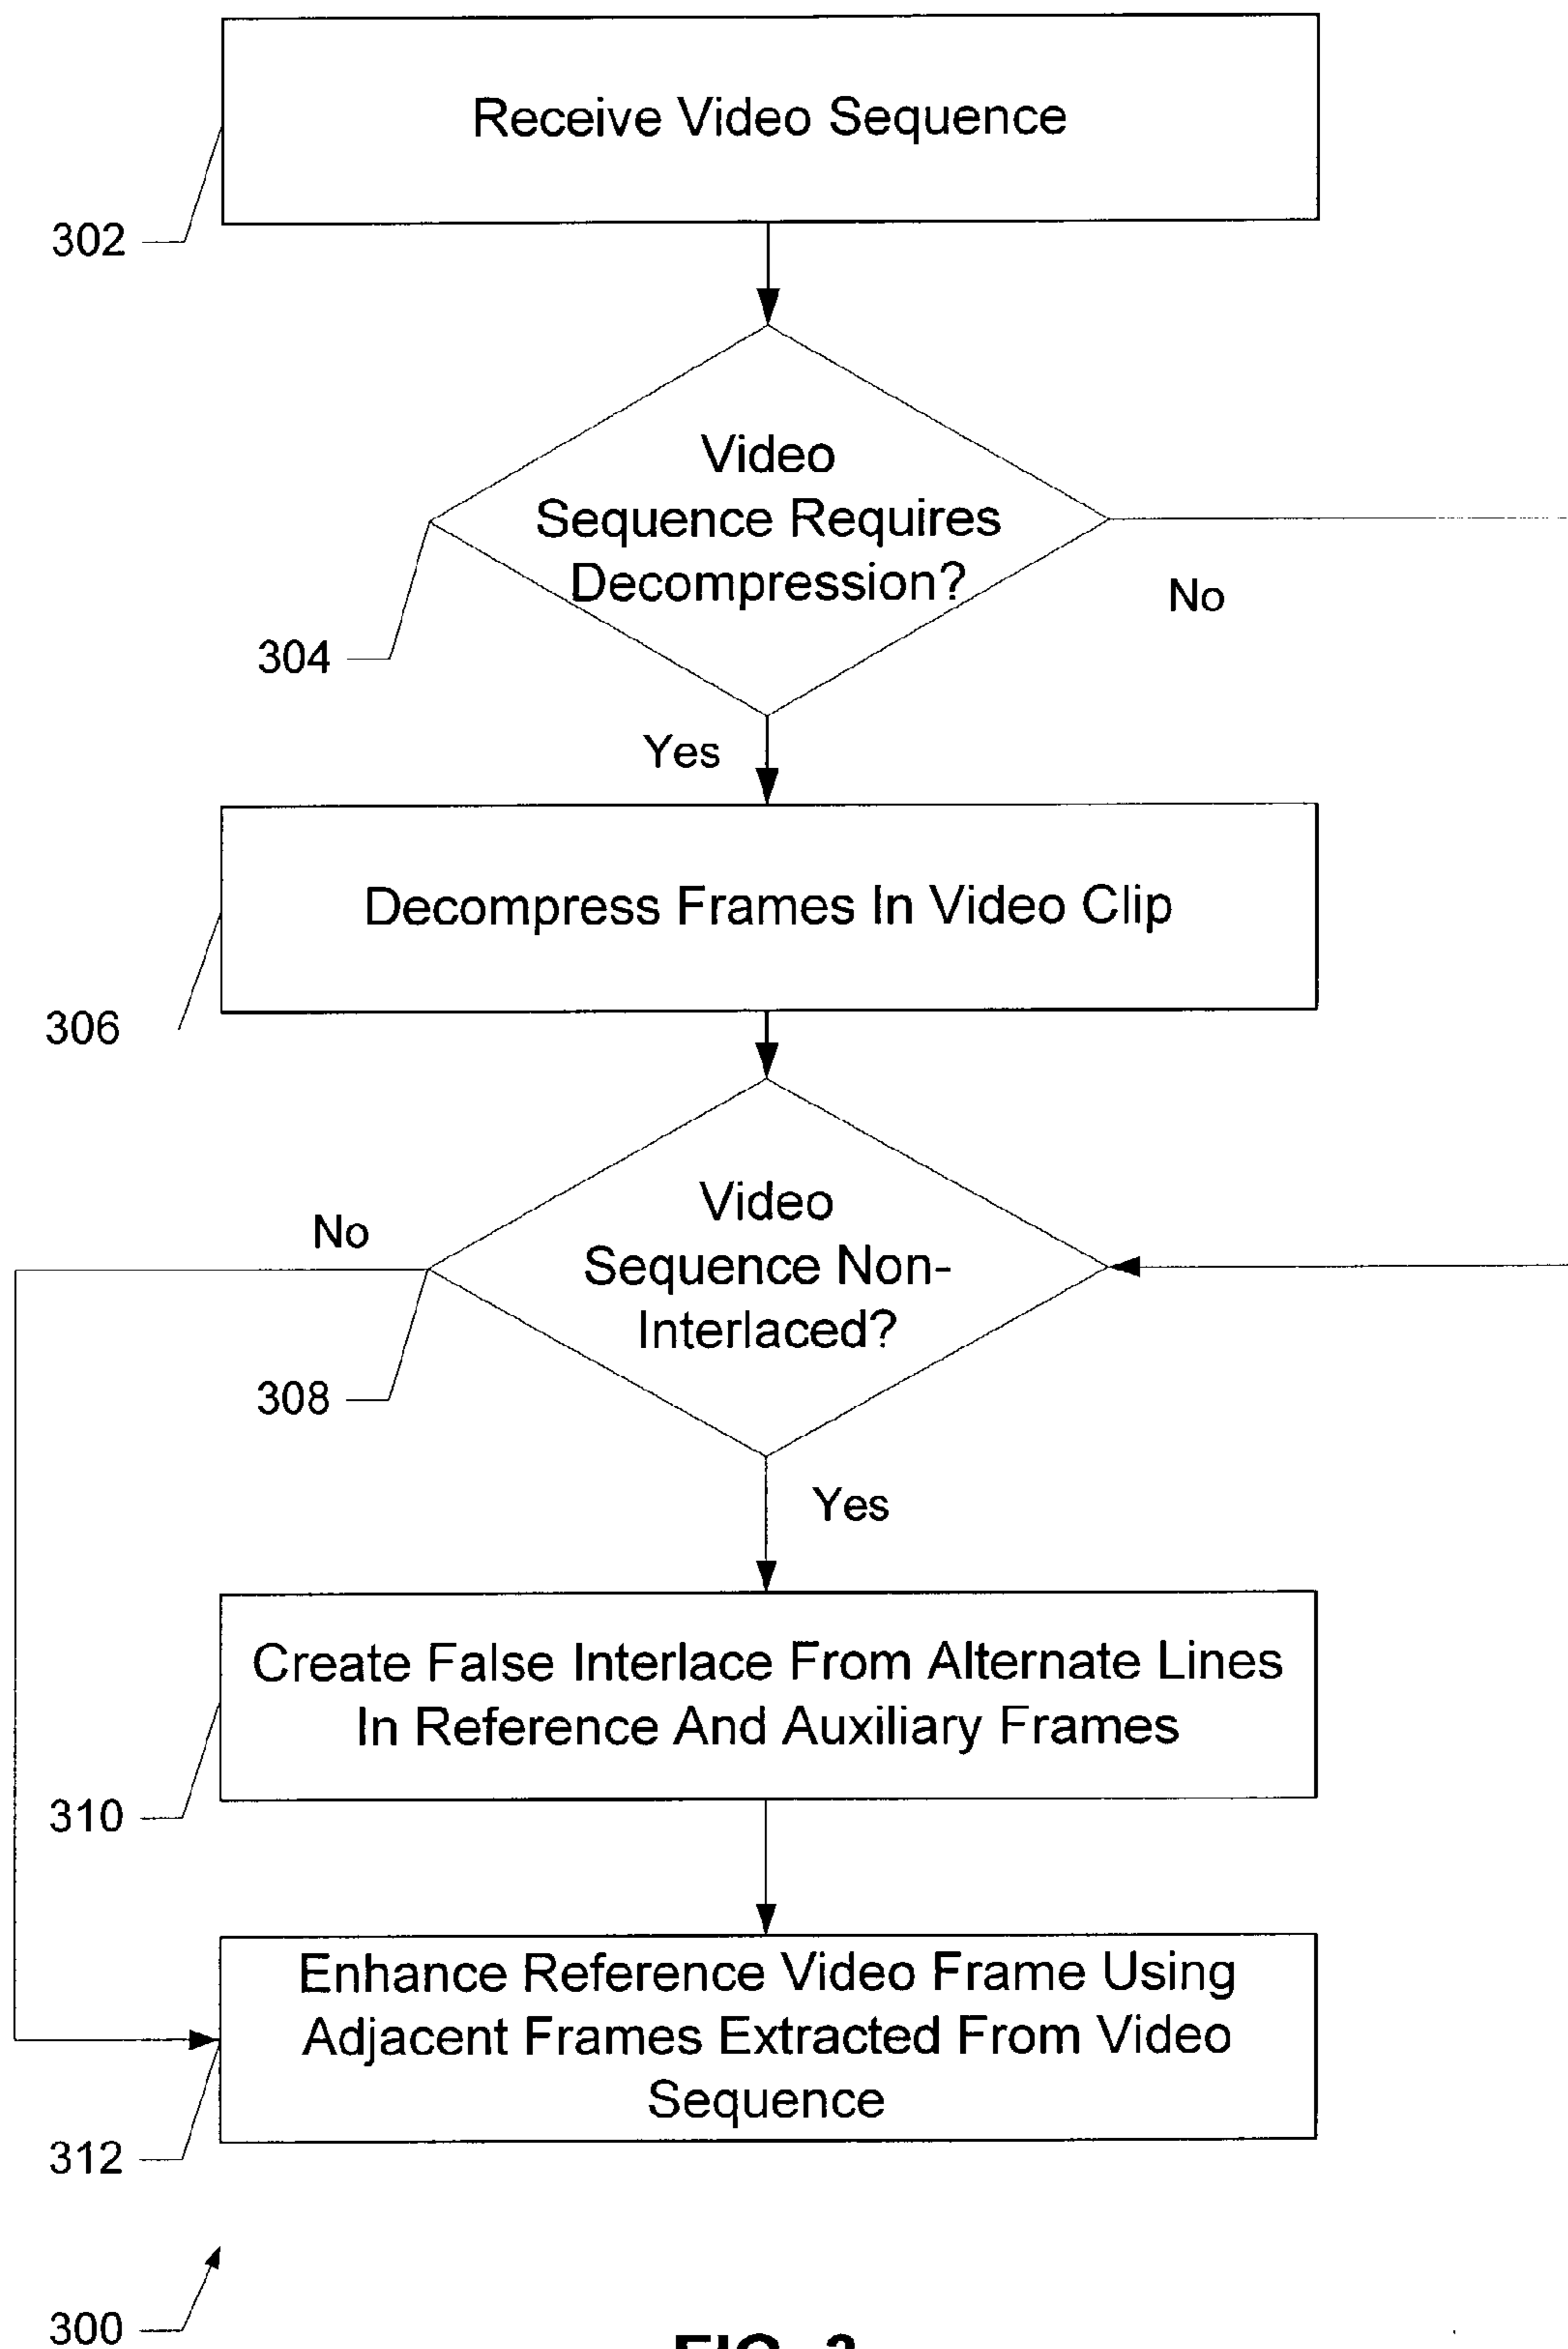 Receive Video Sequence
302
Video
Sequence Requires
Decompression?
No
304
Yes
Decompress Frames In Video Clip
306
Video
Sequence Non-
Interlaced?
No
308
Yes
Create False Interlace From Alternate Lines
In Reference And Auxiliary Frames
310
Enhance Reference Video Frame Using
Adjacent Frames Extracted From Video
Sequence
312
300
FIG. 3